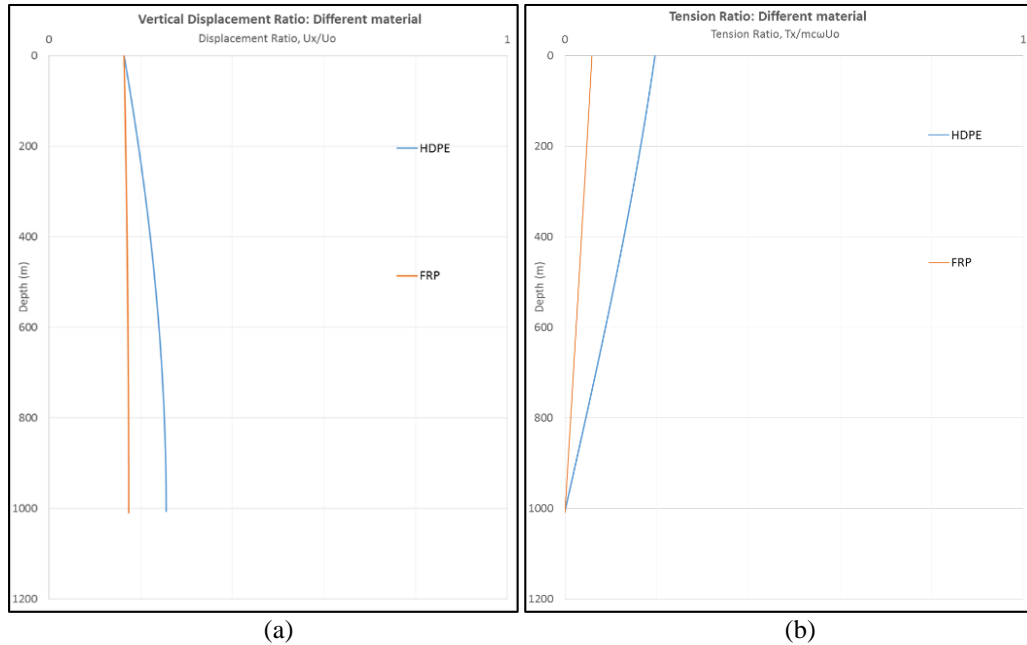 Vertical Displacement Ratio: Different material
Displacement Ratio, Ux/Uo
0 1
0
200
400
600
800
1000
1200
Depth (m)
HDPE
FRP
(a)
Tension Ratio: Different material
Tension Ratio, Tx/mcωUo
0 1
0
200
400
600
800
1000
1200
Depth (m)
HDPE
FRP
(b)